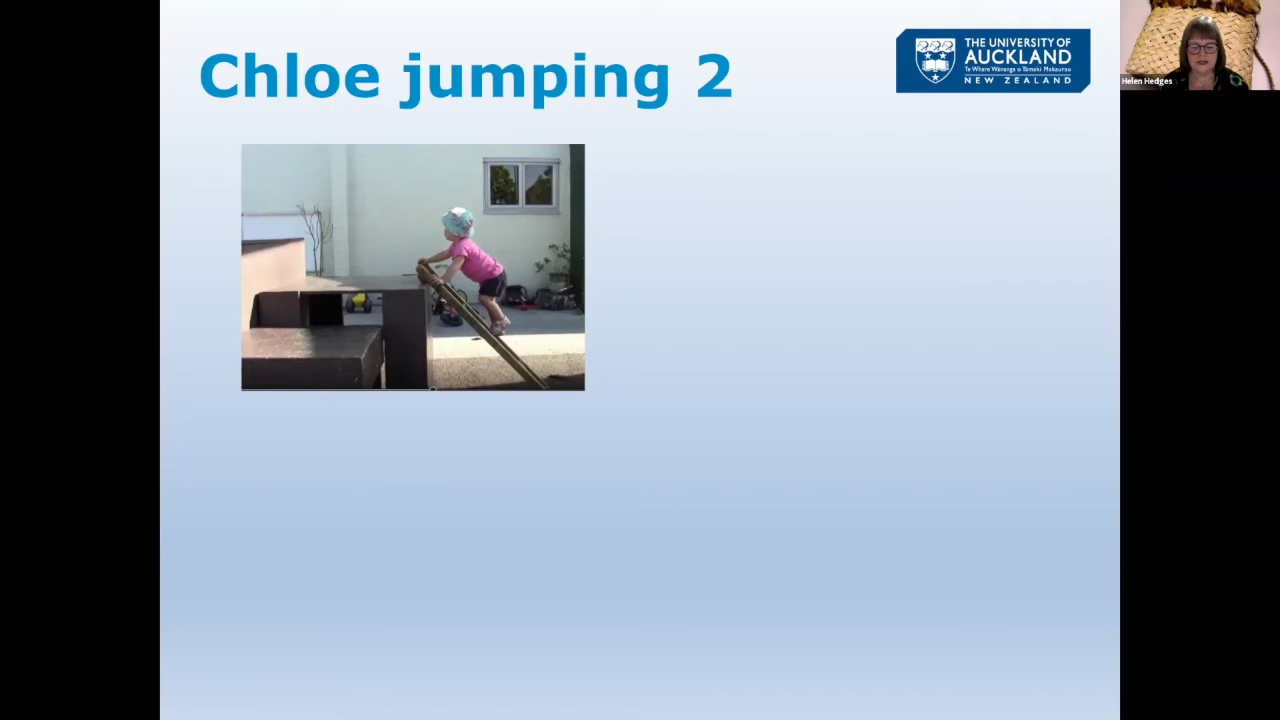 Chloe jumping 2
THE UNIVERSITY OF
AUCKLAND
Te Whare Wānanga o Tāmaki Makaurau
NEW ZEALAND
Helen Hedges